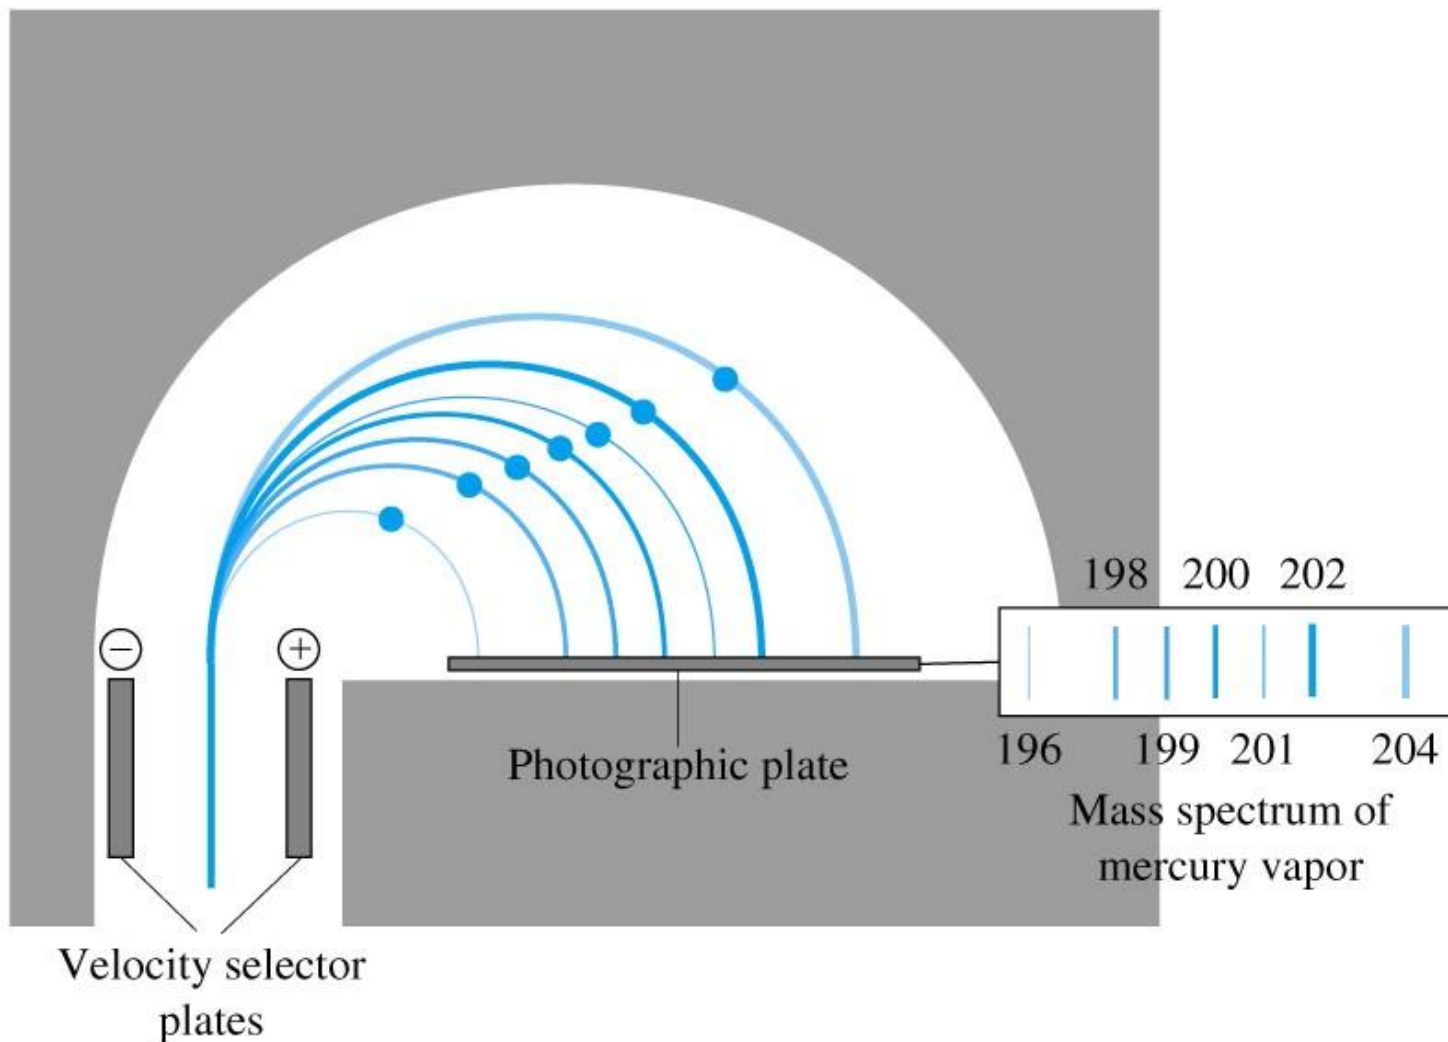 198 200 202
− +
196 199 201 204
Photographic plate
Mass spectrum of
mercury vapor
Velocity selector
plates